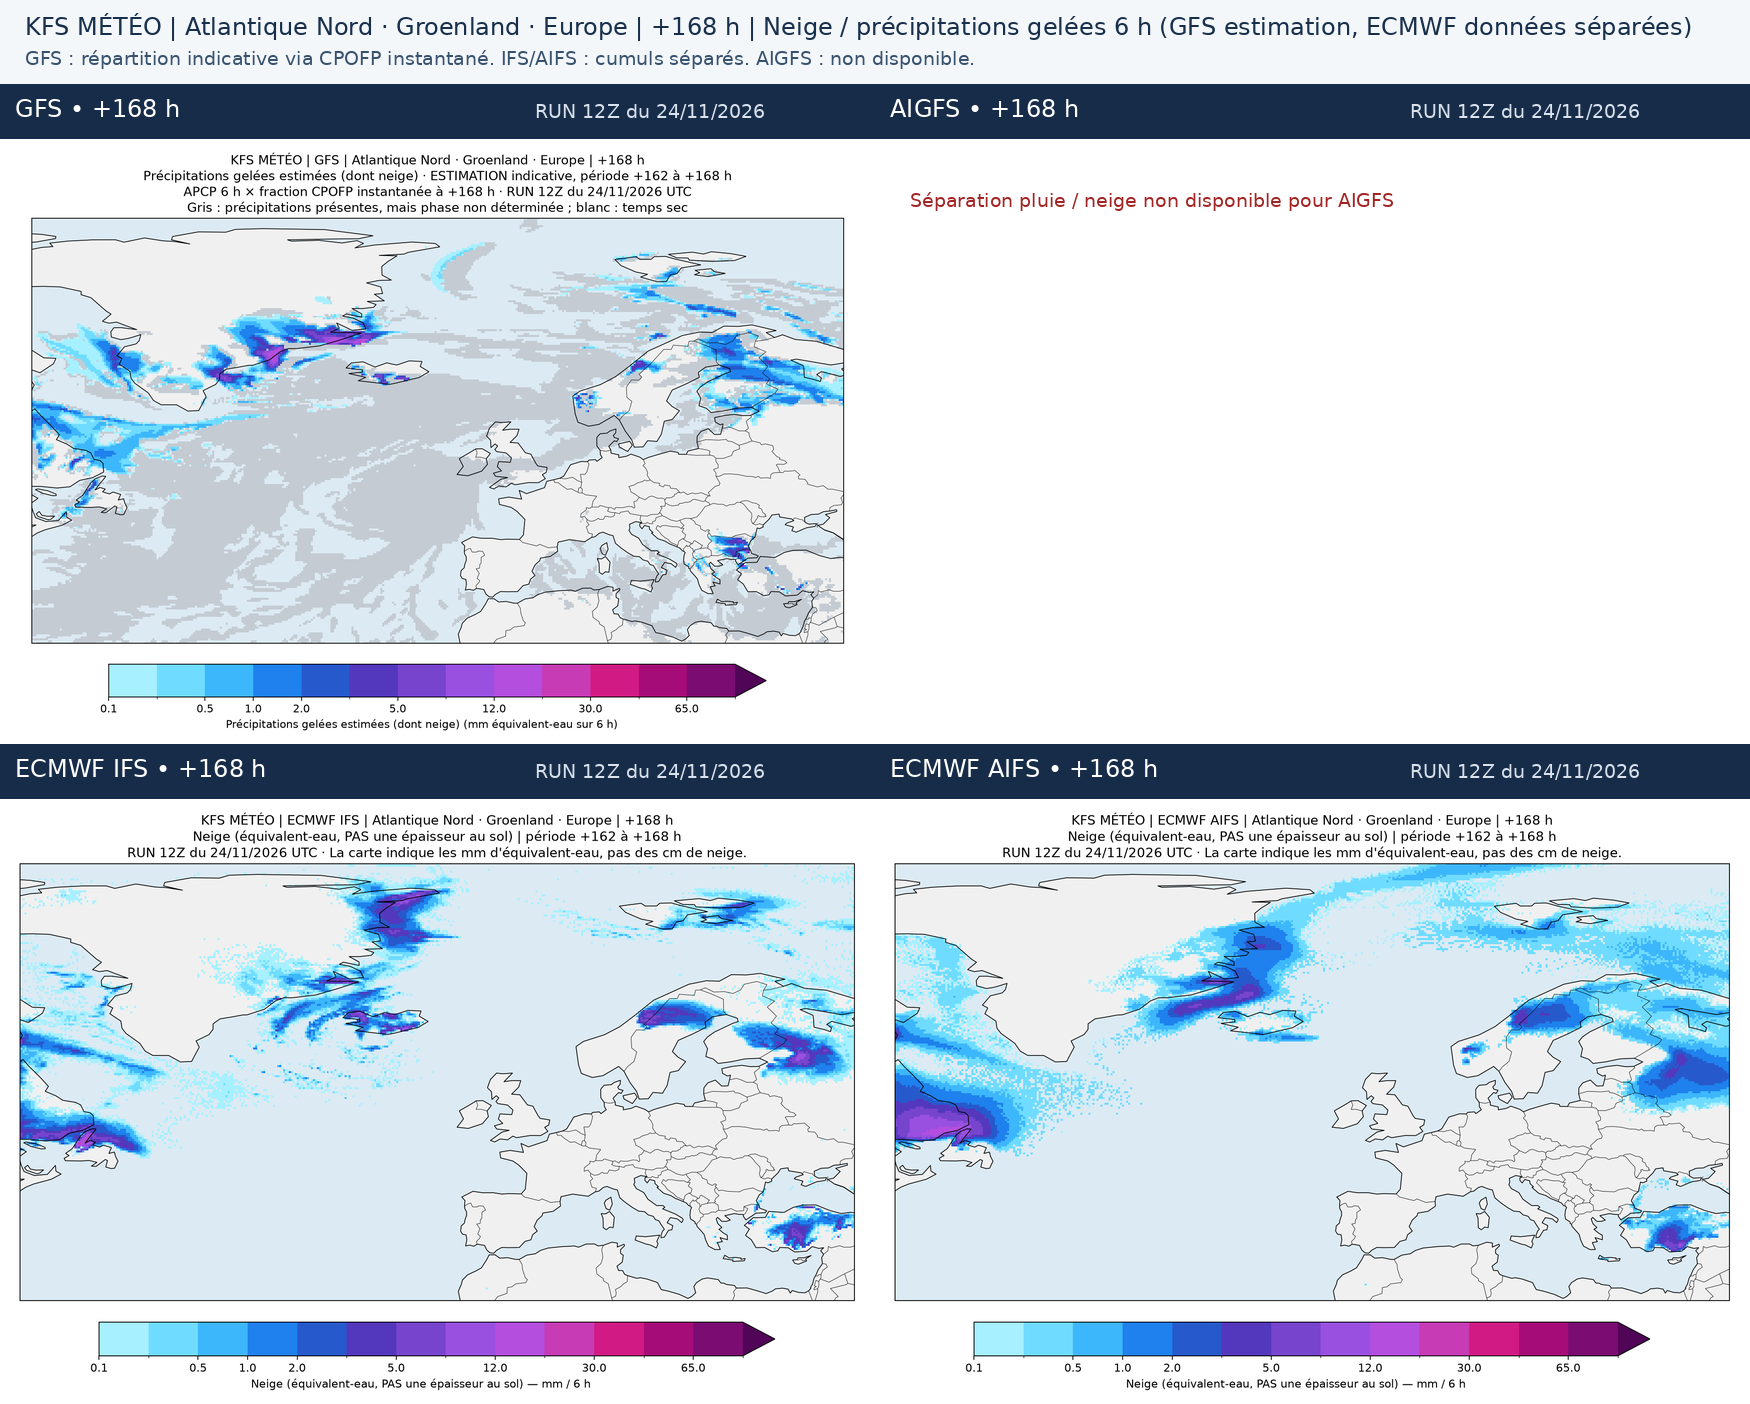 KFS MÉTÉO | Atlantique Nord · Groenland · Europe | +168 h | Neige / précipitations gelées 6 h (GFS estimation, ECMWF données séparées)
GFS : répartition indicative via CPOFP instantané. IFS/AIFS : cumuls séparés. AIGFS : non disponible.
GFS • +168 h
RUN 12Z du 24/11/2026
AIGFS • +168 h
RUN 12Z du 24/11/2026
KFS MÉTÉO | GFS | Atlantique Nord · Groenland · Europe | +168 h
Précipitations gelées estimées (dont neige) · ESTIMATION indicative, période +162 à +168 h
APCP 6 h × fraction CPOFP instantanée à +168 h · RUN 12Z du 24/11/2026 UTC
Gris : précipitations présentes, mais phase non déterminée ; blanc : temps sec
Séparation pluie / neige non disponible pour AIGFS
0.1 0.5 1.0 2.0 5.0 12.0 30.0 65.0
Précipitations gelées estimées (dont neige) (mm équivalent-eau sur 6 h)
ECMWF IFS • +168 h
RUN 12Z du 24/11/2026
ECMWF AIFS • +168 h
RUN 12Z du 24/11/2026
KFS MÉTÉO | ECMWF IFS | Atlantique Nord · Groenland · Europe | +168 h
Neige (équivalent-eau, PAS une épaisseur au sol) | période +162 à +168 h
RUN 12Z du 24/11/2026 UTC · La carte indique les mm d'équivalent-eau, pas des cm de neige.
KFS MÉTÉO | ECMWF AIFS | Atlantique Nord · Groenland · Europe | +168 h
Neige (équivalent-eau, PAS une épaisseur au sol) | période +162 à +168 h
RUN 12Z du 24/11/2026 UTC · La carte indique les mm d'équivalent-eau, pas des cm de neige.
0.1 0.5 1.0 2.0 5.0 12.0 30.0 65.0
Neige (équivalent-eau, PAS une épaisseur au sol) — mm / 6 h
0.1 0.5 1.0 2.0 5.0 12.0 30.0 65.0
Neige (équivalent-eau, PAS une épaisseur au sol) — mm / 6 h